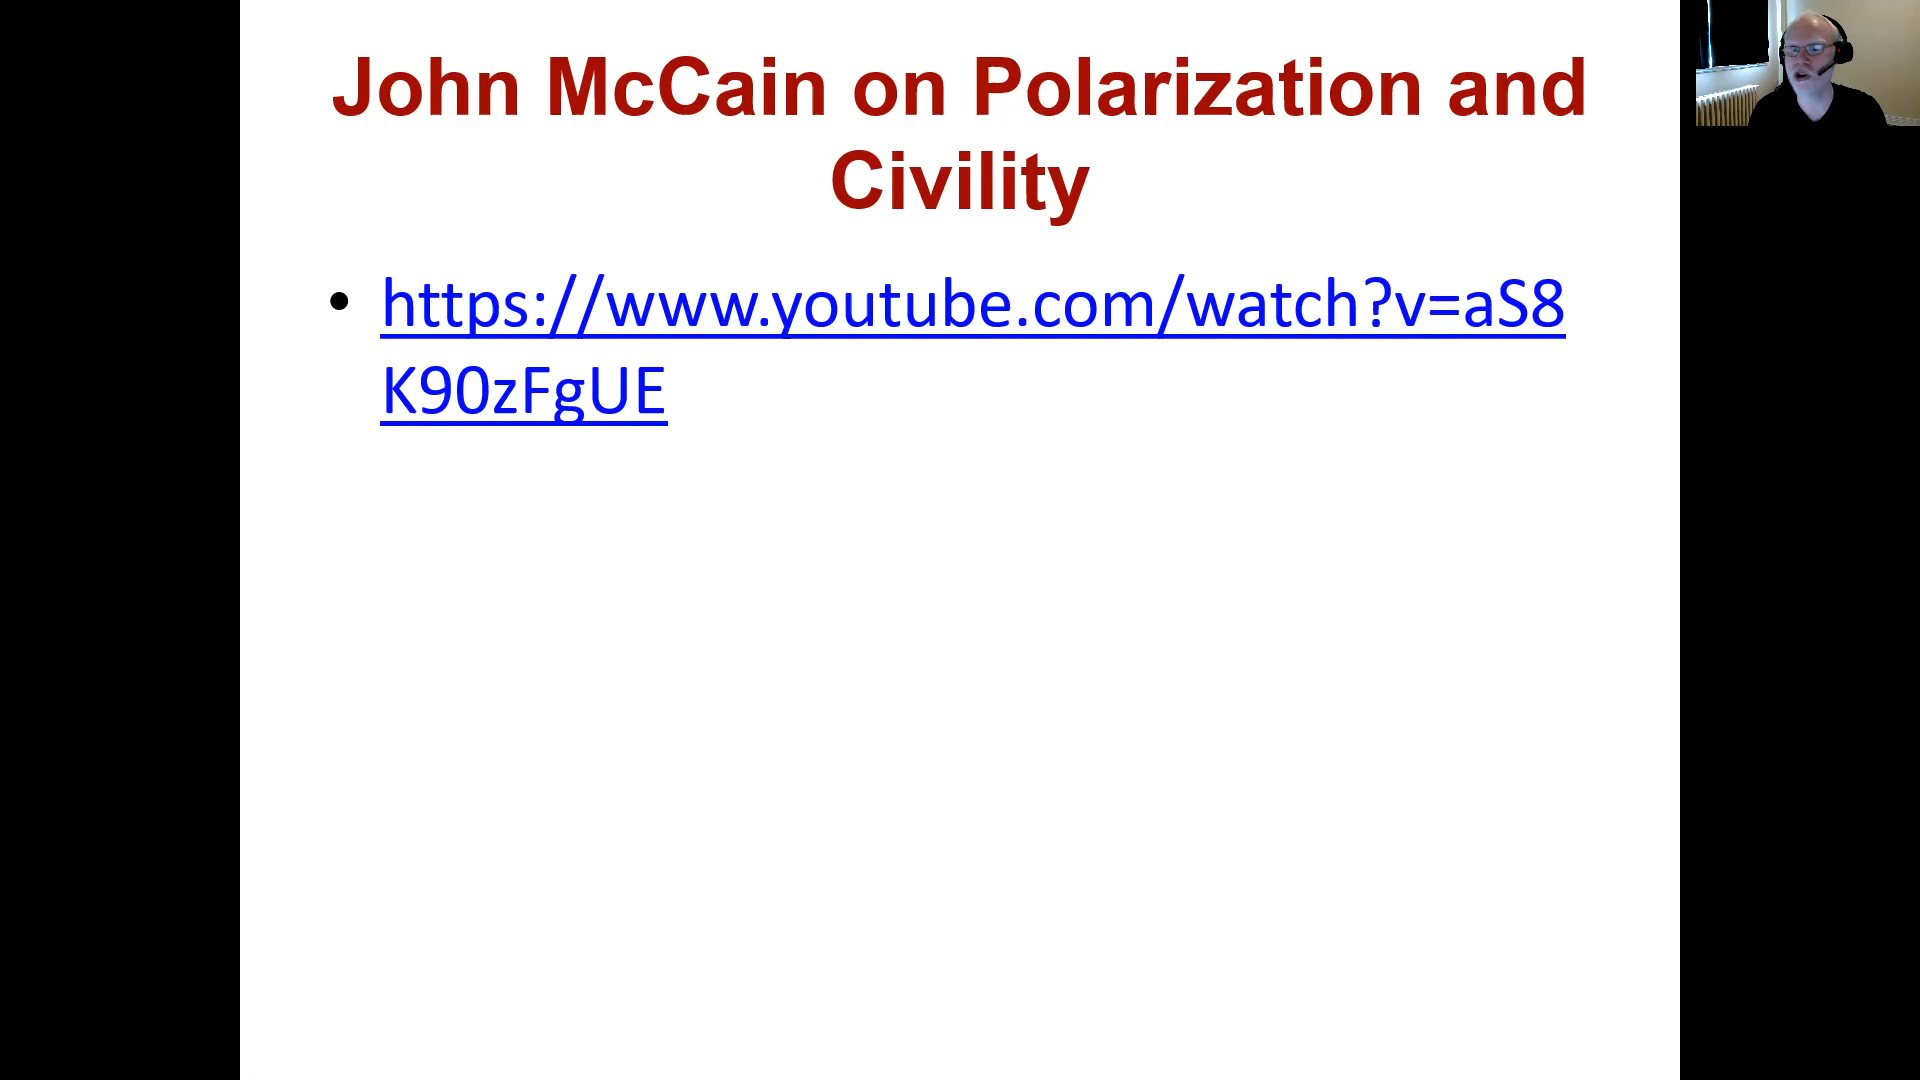 John McCain on Polarization and
Civility
• https://www.youtube.com/watch?v=aS8
K90zFgUE